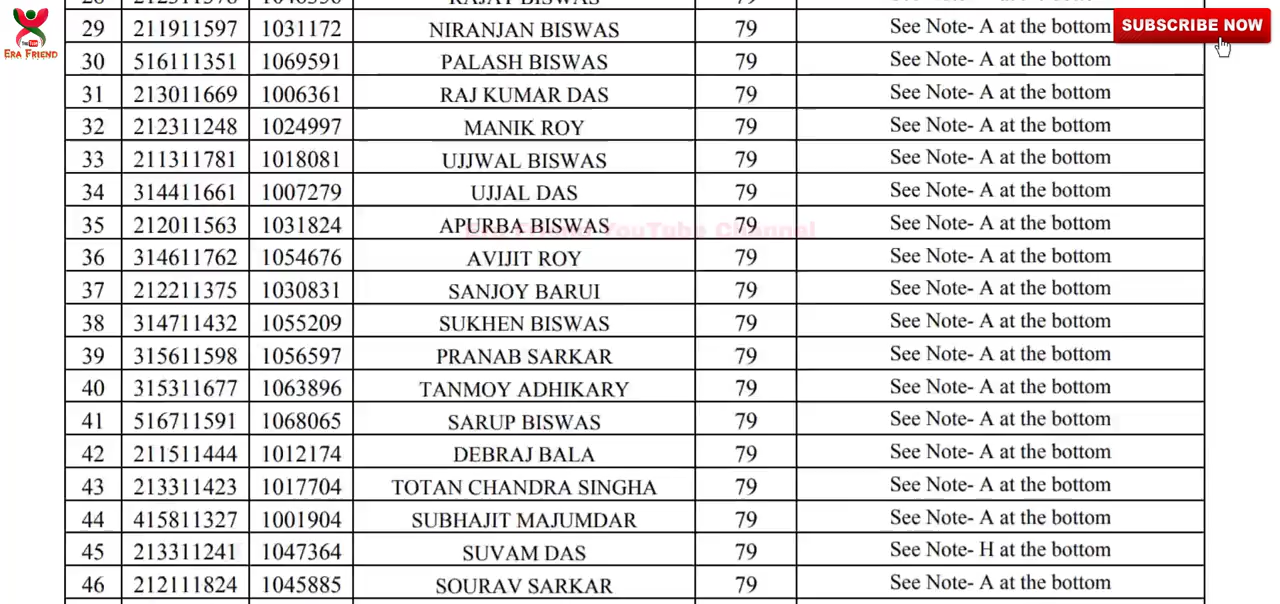 SUBSCRIBE NOW
ERA FRIEND
29 211911597 1031172 NIRANJAN BISWAS 79 See Note- A at the bottom
30 516111351 1069591 PALASH BISWAS 79 See Note- A at the bottom
31 213011669 1006361 RAJ KUMAR DAS 79 See Note- A at the bottom
32 212311248 1024997 MANIK ROY 79 See Note- A at the bottom
33 211311781 1018081 UJJWAL BISWAS 79 See Note- A at the bottom
34 314411661 1007279 UJJAL DAS 79 See Note- A at the bottom
35 212011563 1031824 APURBA BISWAS 79 See Note- A at the bottom
Era Friend YouTube Channel
36 314611762 1054676 AVIJIT ROY 79 See Note- A at the bottom
37 212211375 1030831 SANJOY BARUI 79 See Note- A at the bottom
38 314711432 1055209 SUKHEN BISWAS 79 See Note- A at the bottom
39 315611598 1056597 PRANAB SARKAR 79 See Note- A at the bottom
40 315311677 1063896 TANMOY ADHIKARY 79 See Note- A at the bottom
41 516711591 1068065 SARUP BISWAS 79 See Note- A at the bottom
42 211511444 1012174 DEBRAJ BALA 79 See Note- A at the bottom
43 213311423 1017704 TOTAN CHANDRA SINGHA 79 See Note- A at the bottom
44 415811327 1001904 SUBHAJIT MAJUMDAR 79 See Note- A at the bottom
45 213311241 1047364 SUVAM DAS 79 See Note- H at the bottom
46 212111824 1045885 SOURAV SARKAR 79 See Note- A at the bottom